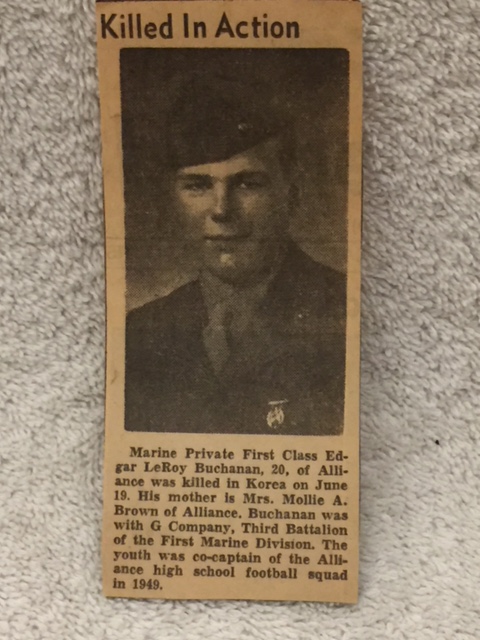 Killed In Action
Marine Private First Class Ed-
gar LeRoy Buchanan, 20, of Alli-
ance was killed in Korea on June
19. His mother is Mrs. Mollie A.
Brown of Alliance. Buchanan was
with G Company, Third Battalion
of the First Marine Division. The
youth was co-captain of the Alli-
ance high school football squad
in 1949.